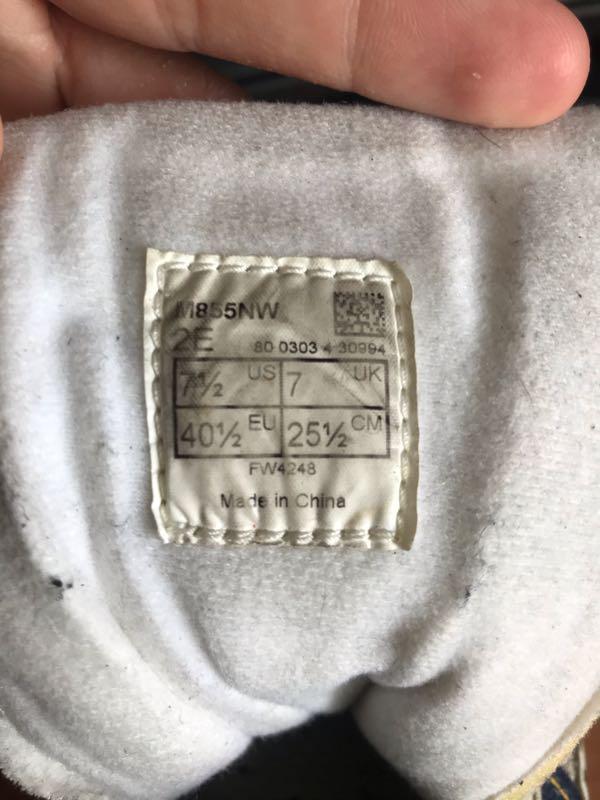 M855NW
2E
80 0303 4 30994
7½ US 7 UK
40½ EU 25½ CM
FW4248
Made in China